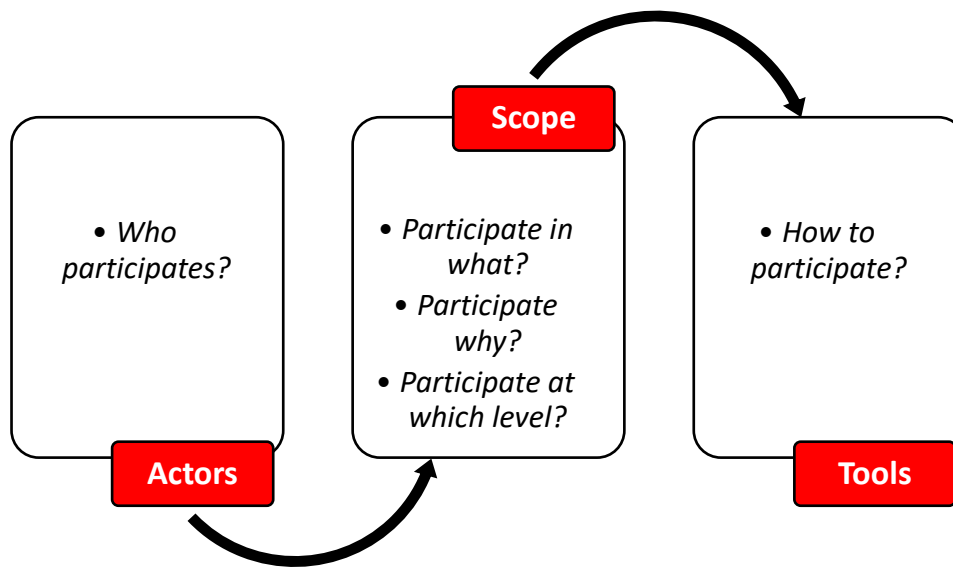 • Who
participates?
Actors
Scope
• Participate in
what?
• Participate
why?
• Participate at
which level?
• How to
participate?
Tools